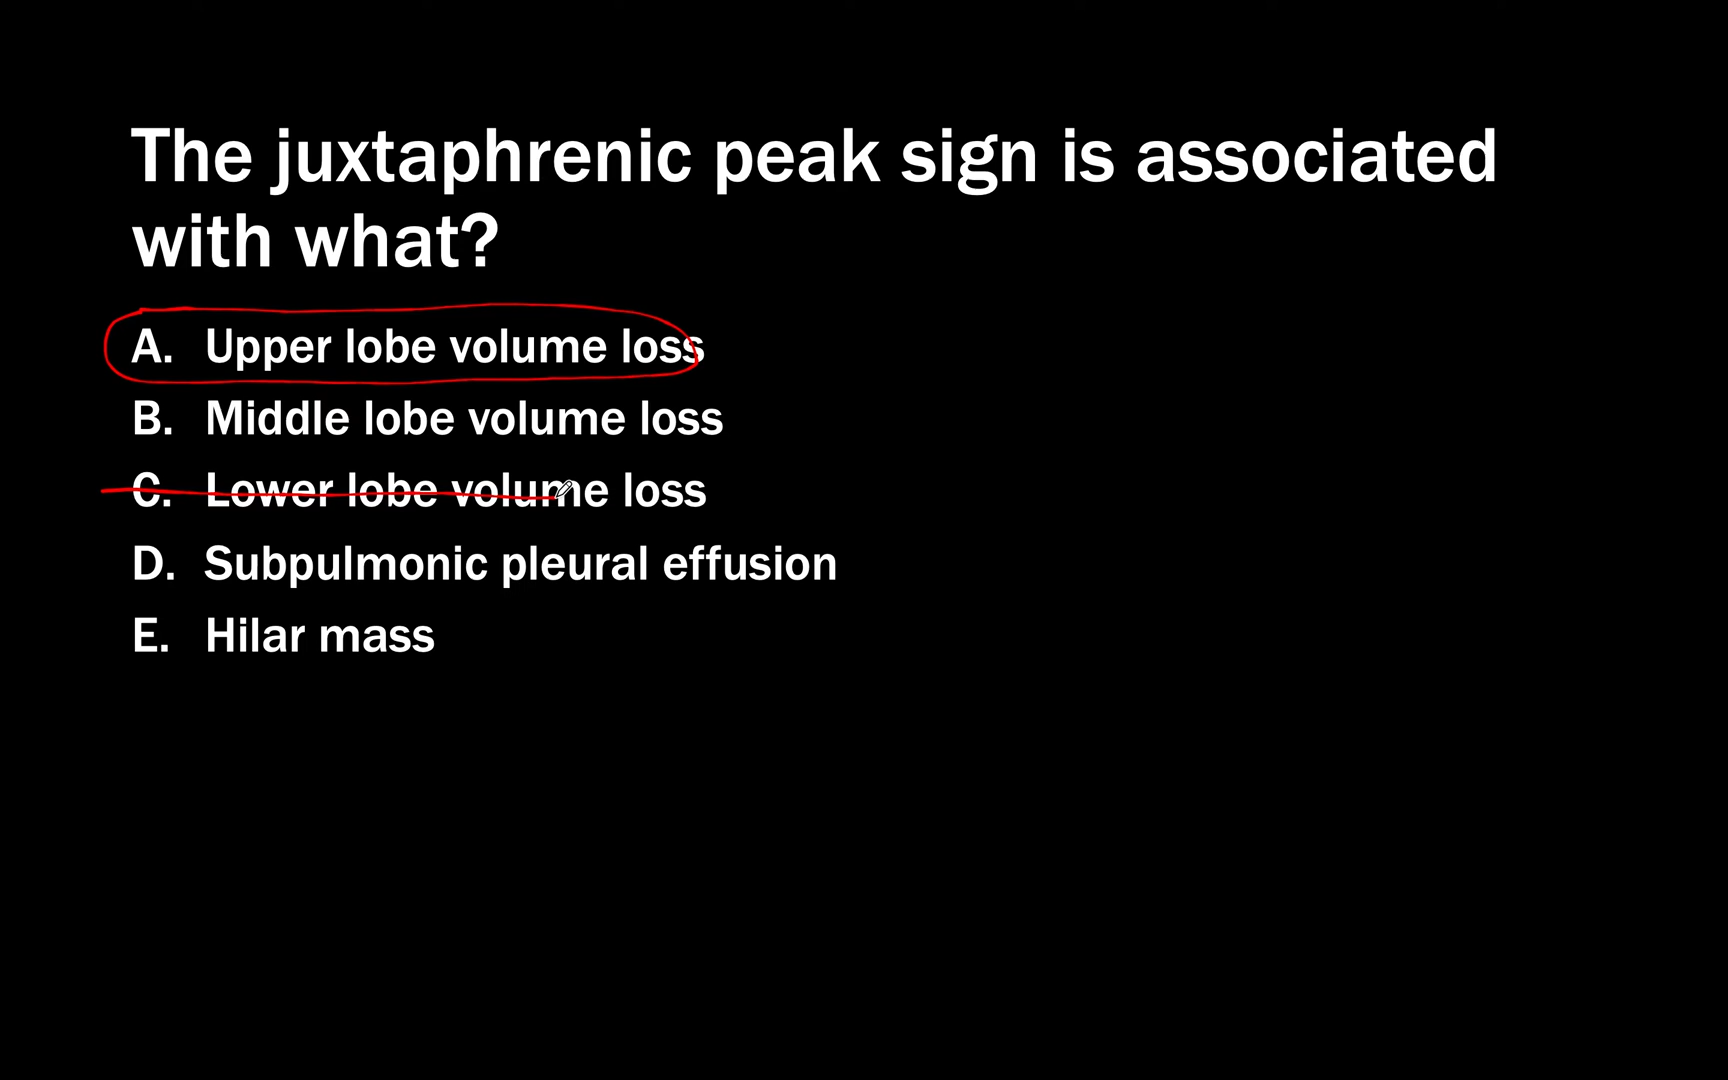 The juxtaphrenic peak sign is associated
with what?
A. Upper lobe volume loss
B. Middle lobe volume loss
C. Lower lobe volume loss
D. Subpulmonic pleural effusion
E. Hilar mass